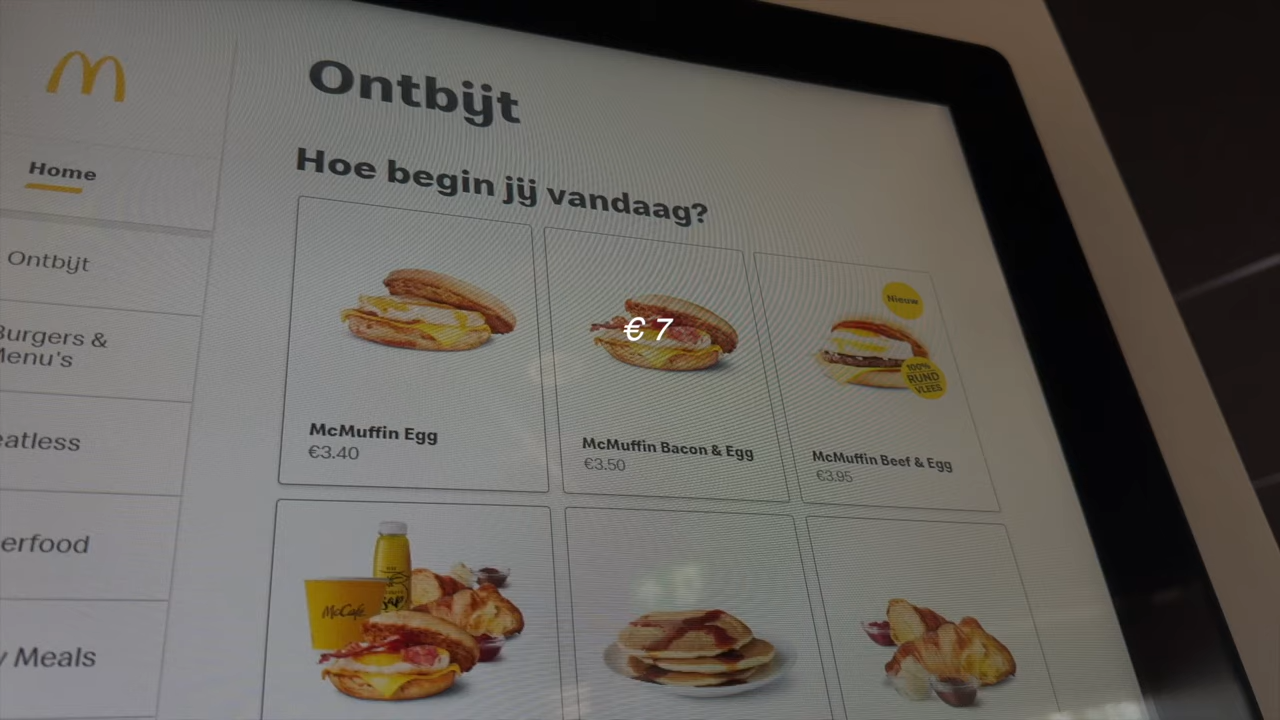 Ontbijt
Hoe begin jij vandaag?
Home
Ontbijt
Burgers &
Menu's
eatless
erfood
Meals
Nieuw
100%
RUND
VLEES
€ 7
McMuffin Egg
€3.40
McMuffin Bacon & Egg
€3.50
McMuffin Beef & Egg
€3.95
McCafé
sap